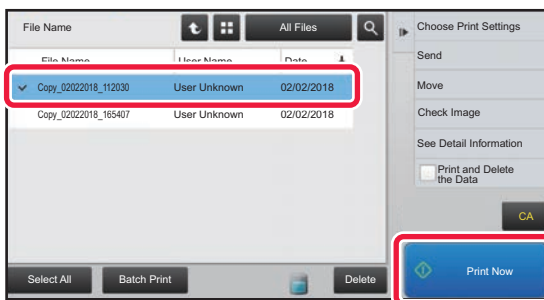 File Name
All Files
File Name User Name Date
Copy_02022018_112030 User Unknown 02/02/2018
Copy_02022018_165407 User Unknown 02/02/2018
Select All Batch Print Delete
Choose Print Settings
Send
Move
Check Image
See Detail Information
Print and Delete
the Data
CA
Print Now